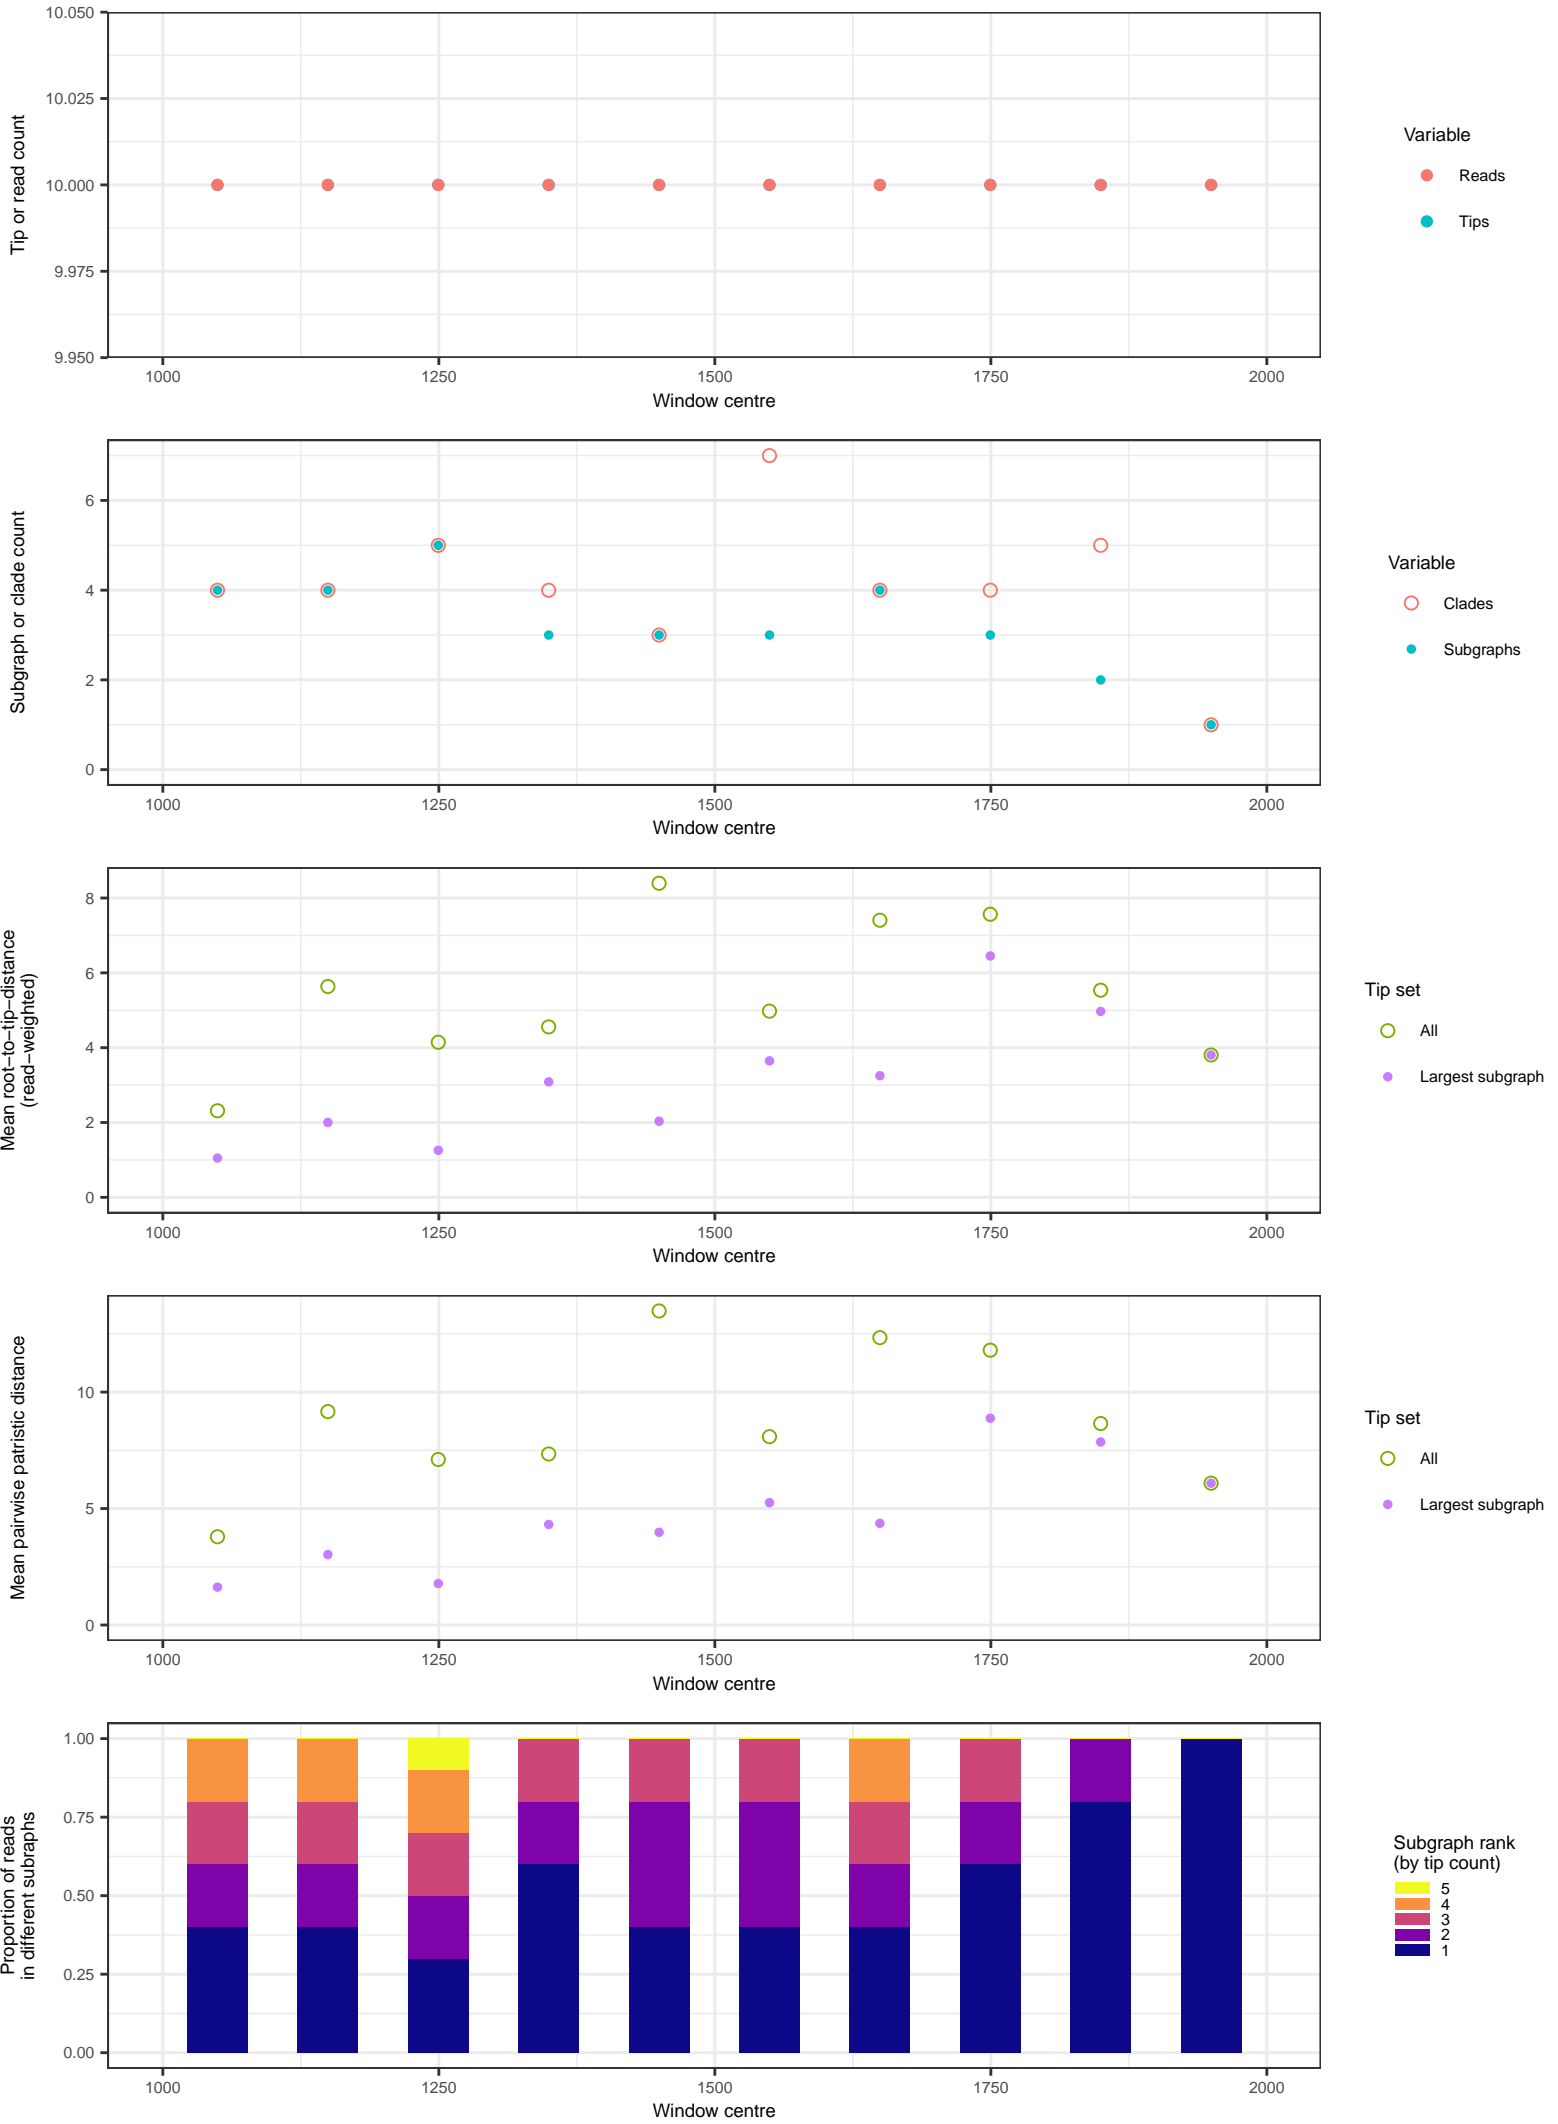 10.050
10.025
10.000
9.975
9.950
Tip or read count
1000 1250 1500 1750 2000
Window centre
Variable
Reads
Tips
6
4
2
0
Subgraph or clade count
1000 1250 1500 1750 2000
Window centre
Variable
Clades
Subgraphs
8
6
4
2
0
Mean root−to−tip−distance
(read−weighted)
1000 1250 1500 1750 2000
Window centre
Tip set
All
Largest subgraph
10
5
0
Mean pairwise patristic distance
1000 1250 1500 1750 2000
Window centre
Tip set
All
Largest subgraph
1.00
0.75
0.50
0.25
0.00
Proportion of reads
in different subraphs
1000 1250 1500 1750 2000
Window centre
Subgraph rank
(by tip count)
5
4
3
2
1